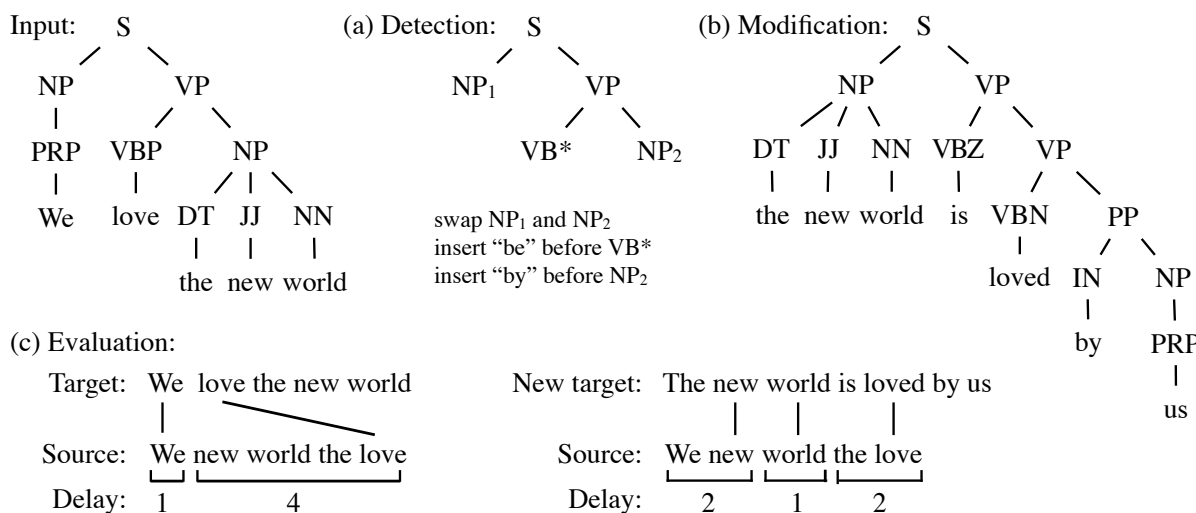 Input: S (a) Detection: S (b) Modification: S
NP VP NP₁ VP NP VP
PRP VBP NP VB* NP₂ DT JJ NN VBZ VP
We love DT JJ NN the new world is VBN PP
swap NP₁ and NP₂
insert “be” before VB*
insert “by” before NP₂
the new world loved IN NP
by PRP
us
(c) Evaluation:
Target: We love the new world
Source: We new world the love
Delay: 1 4
New target: The new world is loved by us
Source: We new world the love
Delay: 2 1 2